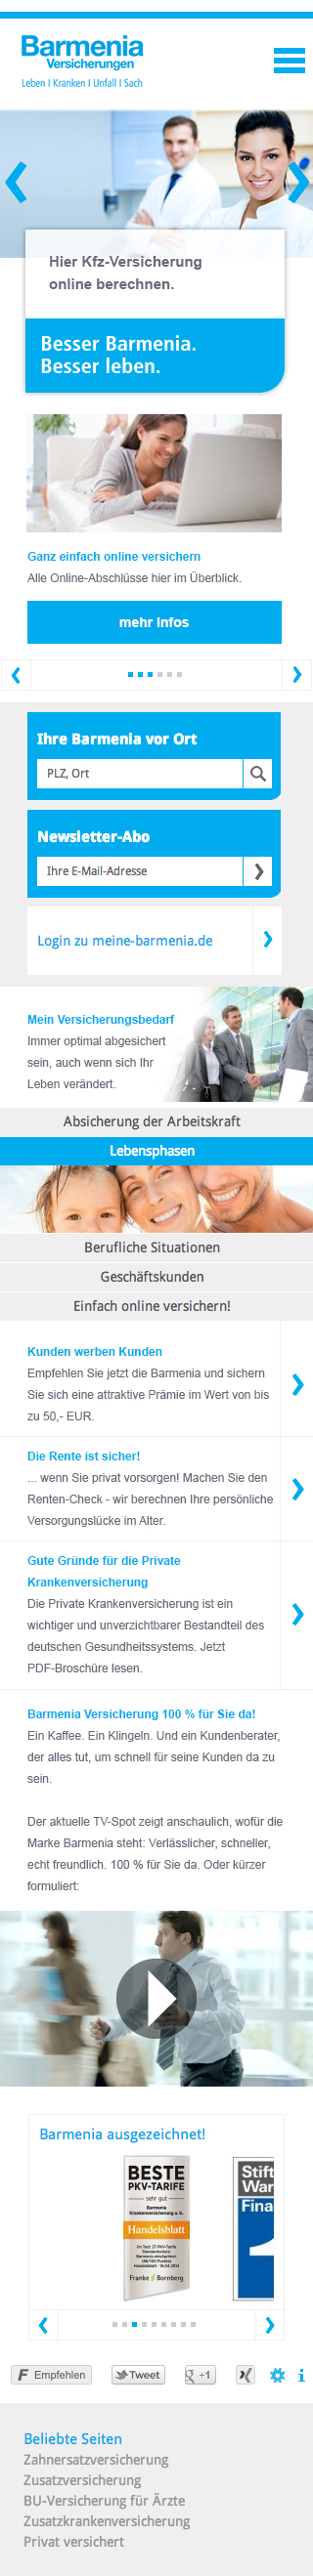 Barmenia
Versicherungen
Leben | Kranken | Unfall | Sach
Hier Kfz-Versicherung
online berechnen.
Besser Barmenia.
Besser leben.
Ganz einfach online versichern
Alle Online-Abschlüsse hier im Überblick.
mehr Infos
Ihre Barmenia vor Ort
PLZ, Ort
Newsletter-Abo
Ihre E-Mail-Adresse
Login zu meine-barmenia.de
Mein Versicherungsbedarf
Immer optimal abgesichert
sein, auch wenn sich Ihr
Leben verändert.
Absicherung der Arbeitskraft
Lebensphasen
Berufliche Situationen
Geschäftskunden
Einfach online versichern!
Kunden werben Kunden
Empfehlen Sie jetzt die Barmenia und sichern
Sie sich eine attraktive Prämie im Wert von bis
zu 50,- EUR.
Die Rente ist sicher!
... wenn Sie privat vorsorgen! Machen Sie den
Renten-Check - wir berechnen Ihre persönliche
Versorgungslücke im Alter.
Gute Gründe für die Private
Krankenversicherung
Die Private Krankenversicherung ist ein
wichtiger und unverzichtbarer Bestandteil des
deutschen Gesundheitssystems. Jetzt
PDF-Broschüre lesen.
Barmenia Versicherung 100 % für Sie da!
Ein Kaffee. Ein Klingeln. Und ein Kundenberater,
der alles tut, um schnell für seine Kunden da zu
sein.
Der aktuelle TV-Spot zeigt anschaulich, wofür die
Marke Barmenia steht: Verlässlicher, schneller,
echt freundlich. 100 % für Sie da. Oder kürzer
formuliert:
Barmenia ausgezeichnet!
BESTE
PKV-TARIFE
sehr gut
Barmenia
Krankenversicherung a. G.
Handelsblatt
Franke Bornberg
Stift
War
Fina
1
F Empfehlen
Tweet
g +1
i
Beliebte Seiten
Zahnersatzversicherung
Zusatzversicherung
BU-Versicherung für Ärzte
Zusatzkrankenversicherung
Privat versichert